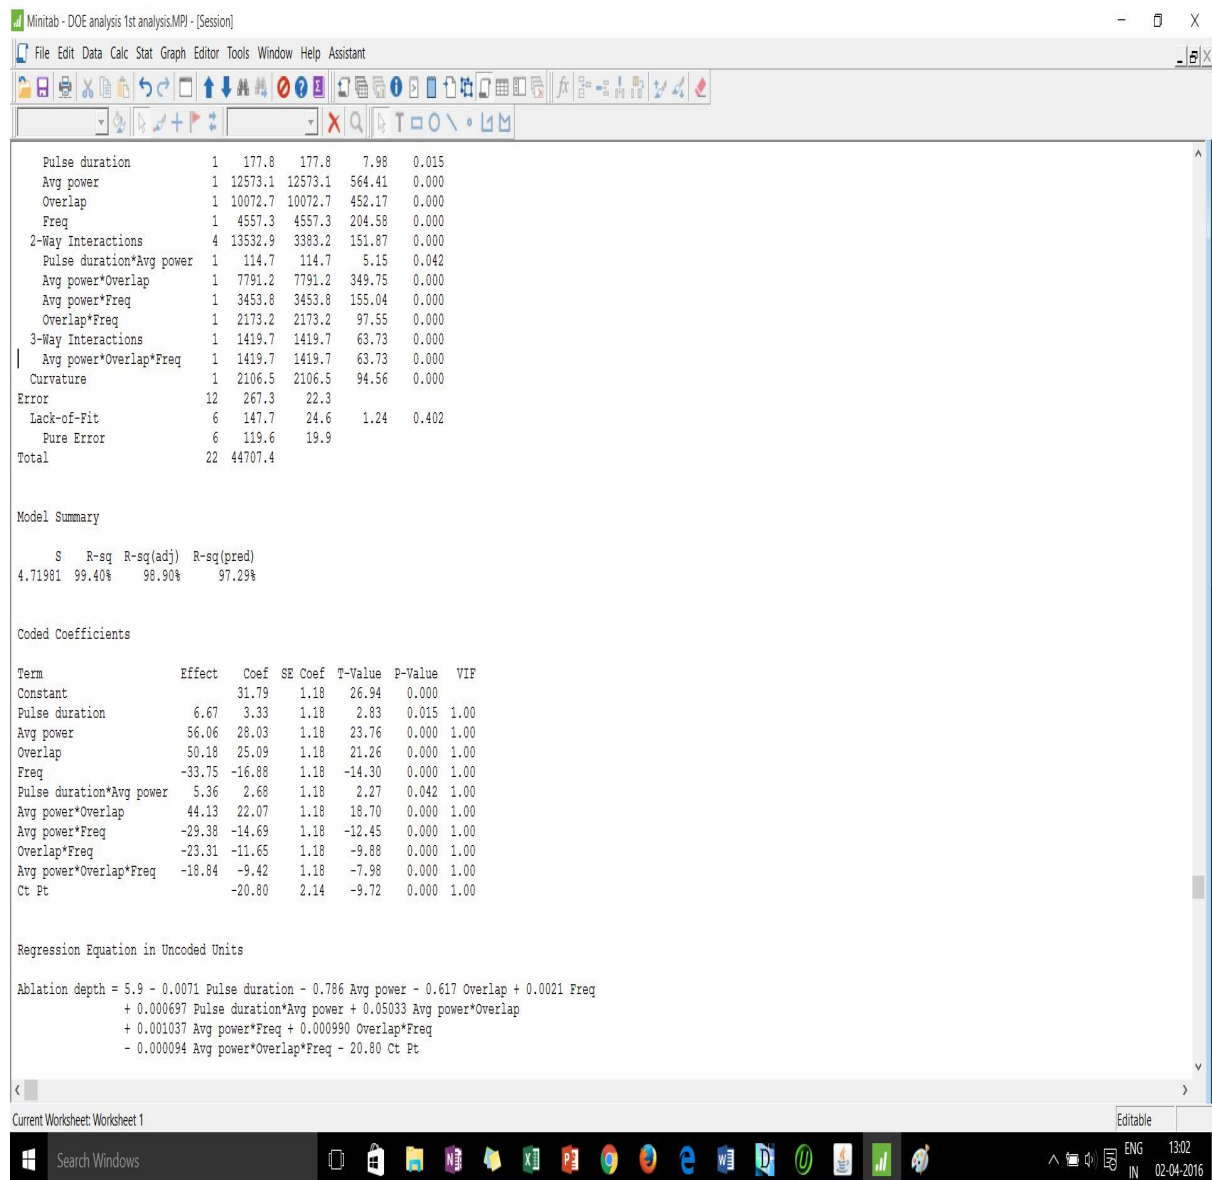 Minitab - DOE analysis 1st analysis.MPJ - [Session]
File Edit Data Calc Stat Graph Editor Tools Window Help Assistant
Pulse duration 1 177.8 177.8 7.98 0.015
Avg power 1 12573.1 12573.1 564.41 0.000
Overlap 1 10072.7 10072.7 452.17 0.000
Freq 1 4557.3 4557.3 204.58 0.000
2-Way Interactions 4 13532.9 3383.2 151.87 0.000
Pulse duration*Avg power 1 114.7 114.7 5.15 0.042
Avg power*Overlap 1 7791.2 7791.2 349.75 0.000
Avg power*Freq 1 3453.8 3453.8 155.04 0.000
Overlap*Freq 1 2173.2 2173.2 97.55 0.000
3-Way Interactions 1 1419.7 1419.7 63.73 0.000
Avg power*Overlap*Freq 1 1419.7 1419.7 63.73 0.000
Curvature 1 2106.5 2106.5 94.56 0.000
Error 12 267.3 22.3
Lack-of-Fit 6 147.7 24.6 1.24 0.402
Pure Error 6 119.6 19.9
Total 22 44707.4
Model Summary
S R-sq R-sq(adj) R-sq(pred)
4.71981 99.40% 98.90% 97.29%
Coded Coefficients
Term Effect Coef SE Coef T-Value P-Value VIF
Constant 31.79 1.18 26.94 0.000
Pulse duration 6.67 3.33 1.18 2.83 0.015 1.00
Avg power 56.06 28.03 1.18 23.76 0.000 1.00
Overlap 50.18 25.09 1.18 21.26 0.000 1.00
Freq -33.75 -16.88 1.18 -14.30 0.000 1.00
Pulse duration*Avg power 5.36 2.68 1.18 2.27 0.042 1.00
Avg power*Overlap 44.13 22.07 1.18 18.70 0.000 1.00
Avg power*Freq -29.38 -14.69 1.18 -12.45 0.000 1.00
Overlap*Freq -23.31 -11.65 1.18 -9.88 0.000 1.00
Avg power*Overlap*Freq -18.84 -9.42 1.18 -7.98 0.000 1.00
Ct Pt -20.80 2.14 -9.72 0.000 1.00
Regression Equation in Uncoded Units
Ablation depth = 5.9 - 0.0071 Pulse duration - 0.786 Avg power - 0.617 Overlap + 0.0021 Freq
+ 0.000697 Pulse duration*Avg power + 0.05033 Avg power*Overlap
+ 0.001037 Avg power*Freq + 0.000990 Overlap*Freq
- 0.000094 Avg power*Overlap*Freq - 20.80 Ct Pt
Current Worksheet: Worksheet 1 Editable
Search Windows
ENG 13:02
IN 02-04-2016